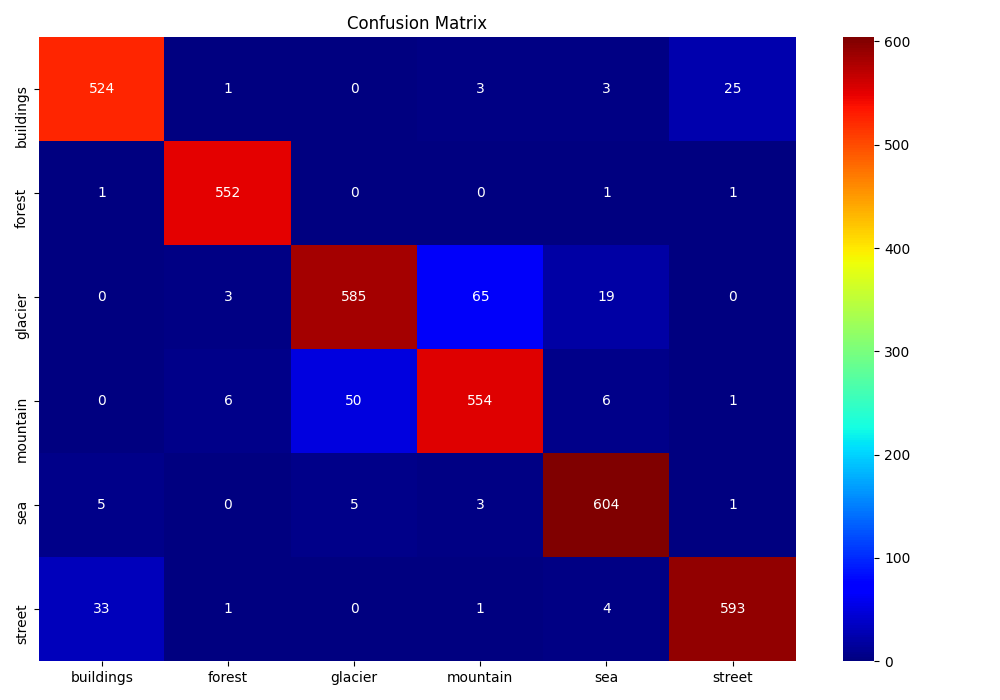 Confusion Matrix
buildings 524 1 0 3 3 25
forest 1 552 0 0 1 1
glacier 0 3 585 65 19 0
mountain 0 6 50 554 6 1
sea 5 0 5 3 604 1
street 33 1 0 1 4 593
buildings forest glacier mountain sea street
600
500
400
300
200
100
0